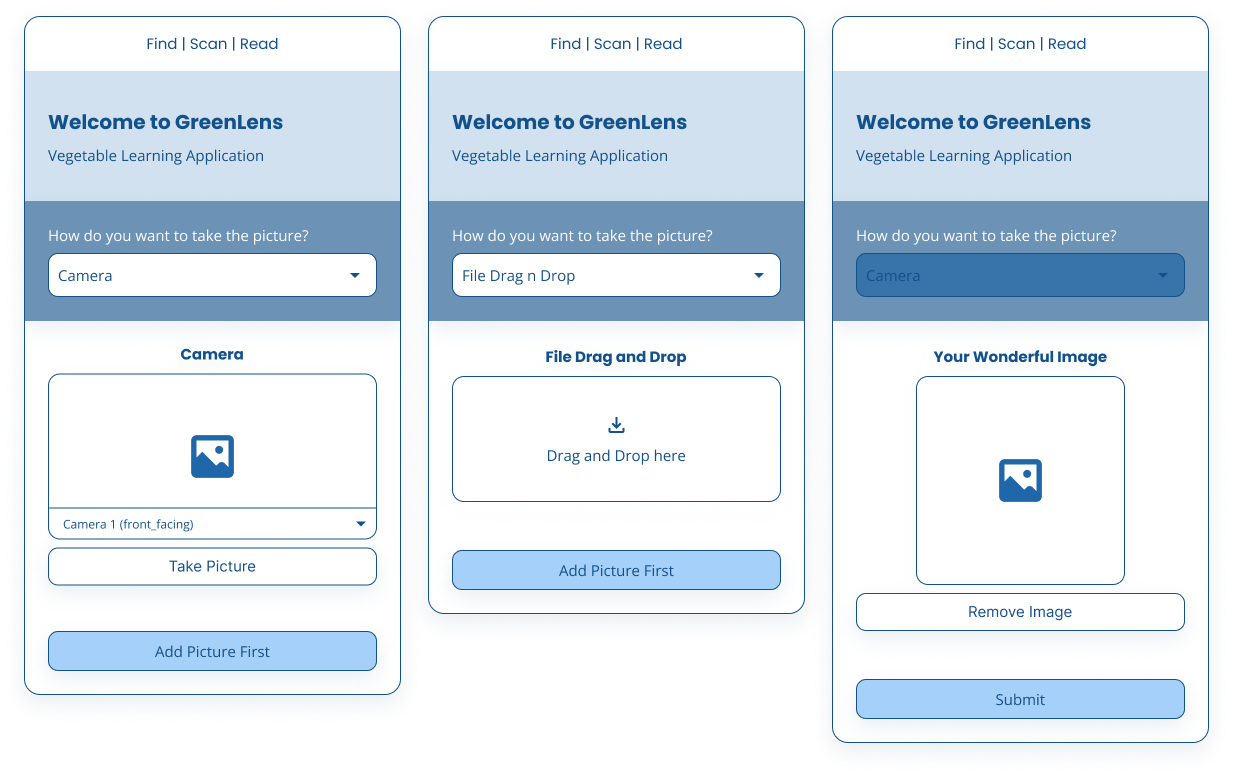 Find | Scan | Read
Welcome to GreenLens
Vegetable Learning Application
How do you want to take the picture?
Camera
Camera
Camera 1 (front_facing)
Take Picture
Add Picture First
Find | Scan | Read
Welcome to GreenLens
Vegetable Learning Application
How do you want to take the picture?
File Drag n Drop
File Drag and Drop
Drag and Drop here
Add Picture First
Find | Scan | Read
Welcome to GreenLens
Vegetable Learning Application
How do you want to take the picture?
Camera
Your Wonderful Image
Remove Image
Submit